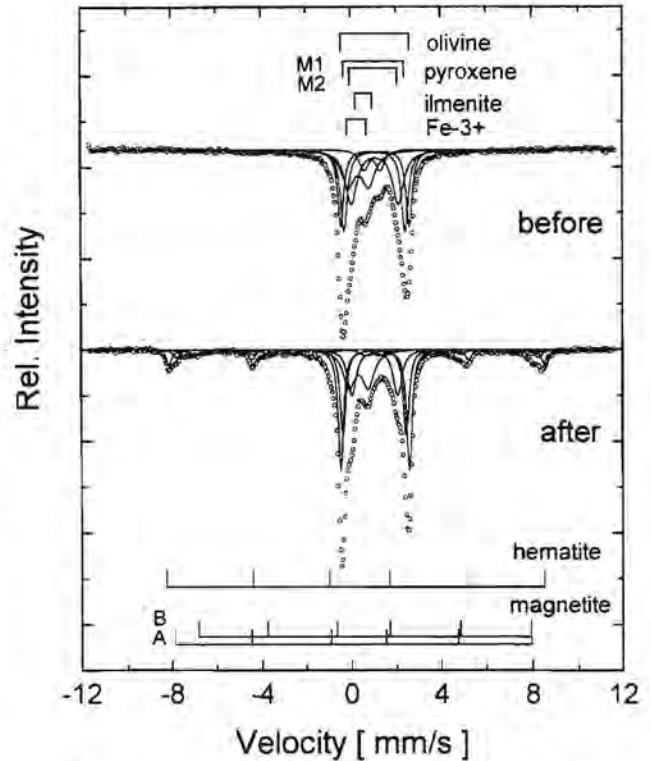 olivine
M1
pyroxene
M2
ilmenite
Fe-3+
before
Rel. Intensity
after
hematite
magnetite
B
A
-12 -8 -4 0 4 8 12
Velocity [ mm/s ]